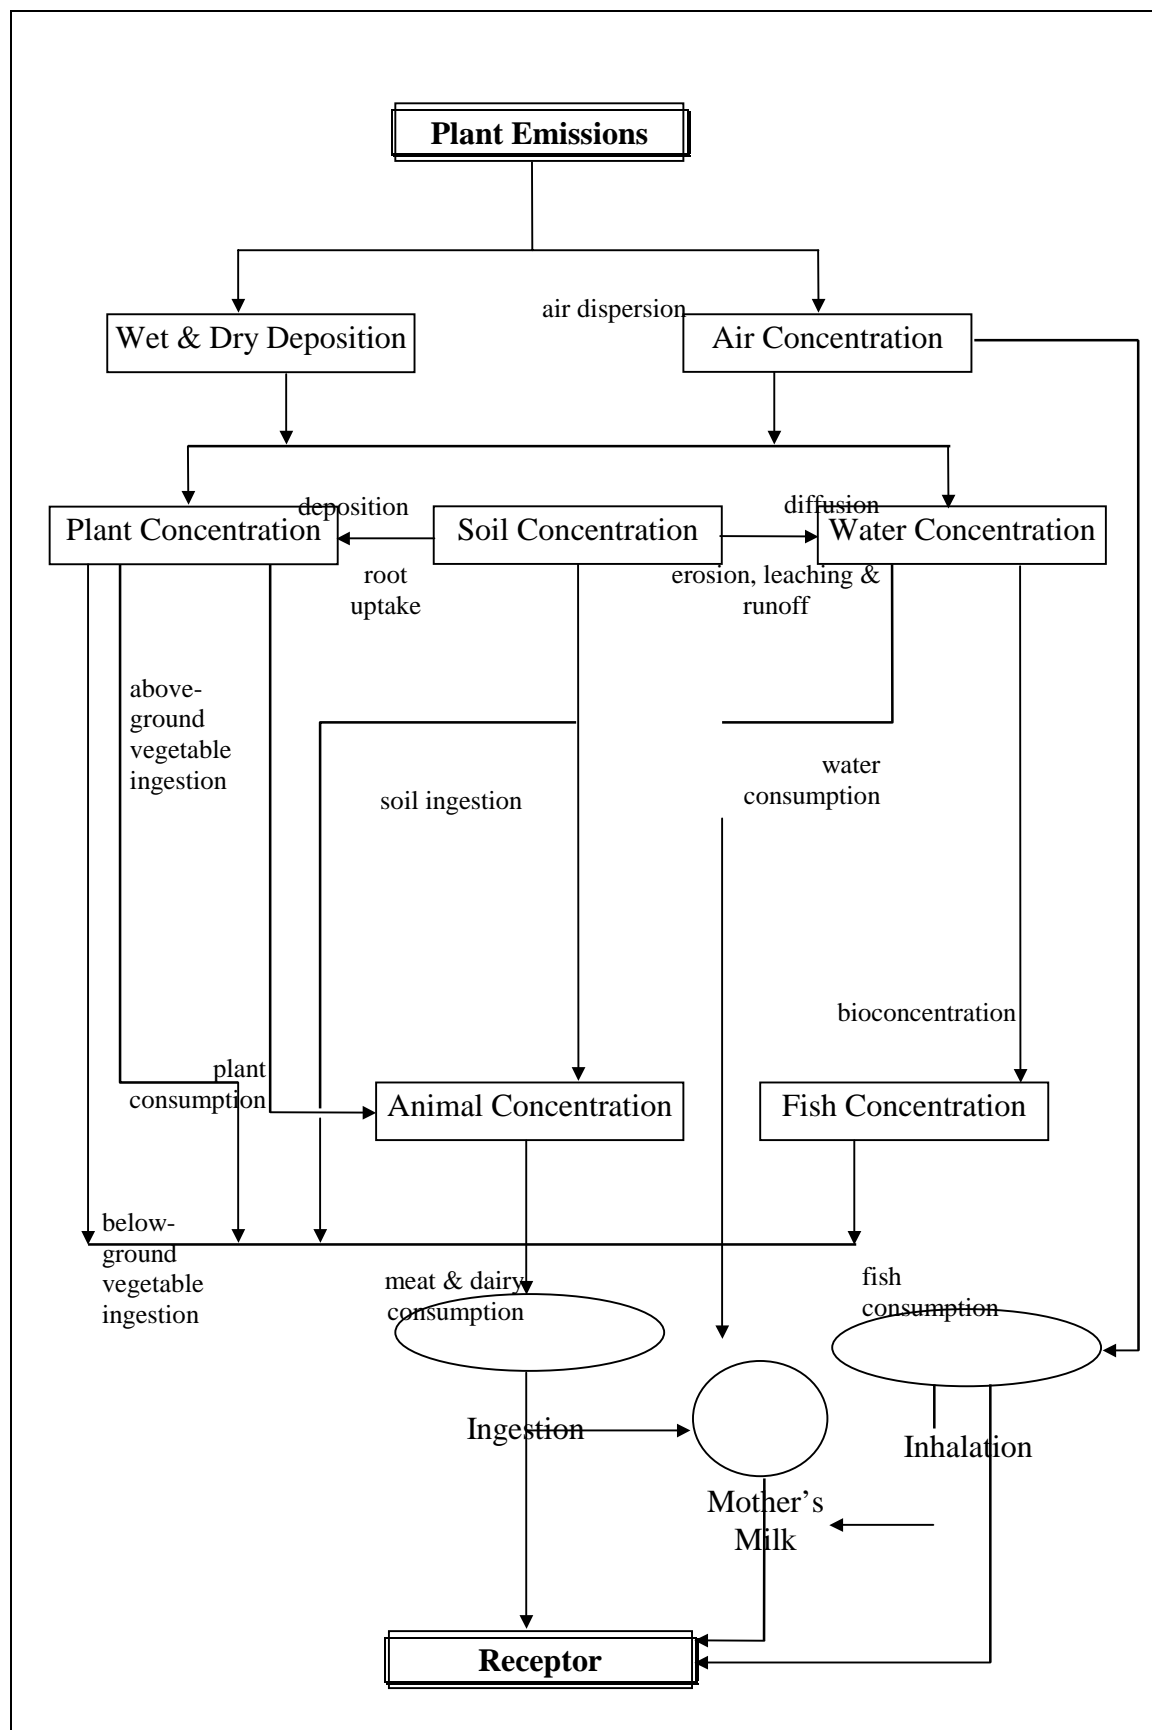 Plant Emissions
air dispersion
Wet & Dry Deposition
Air Concentration
deposition
diffusion
Plant Concentration
Soil Concentration
Water Concentration
root
uptake
erosion, leaching &
runoff
above-
ground
vegetable
ingestion
soil ingestion
water
consumption
bioconcentration
plant
consumption
Animal Concentration
Fish Concentration
below-
ground
vegetable
ingestion
meat & dairy
consumption
fish
consumption
Ingestion
Inhalation
Mother’s
Milk
Receptor